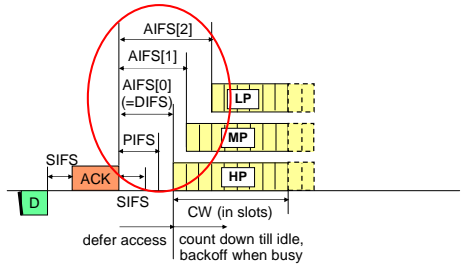 AIFS[2]
AIFS[1]
AIFS[0]
(=DIFS)
LP
MP
PIFS
SIFS
ACK
HP
SIFS
D
CW (in slots)
defer access
count down till idle,
backoff when busy